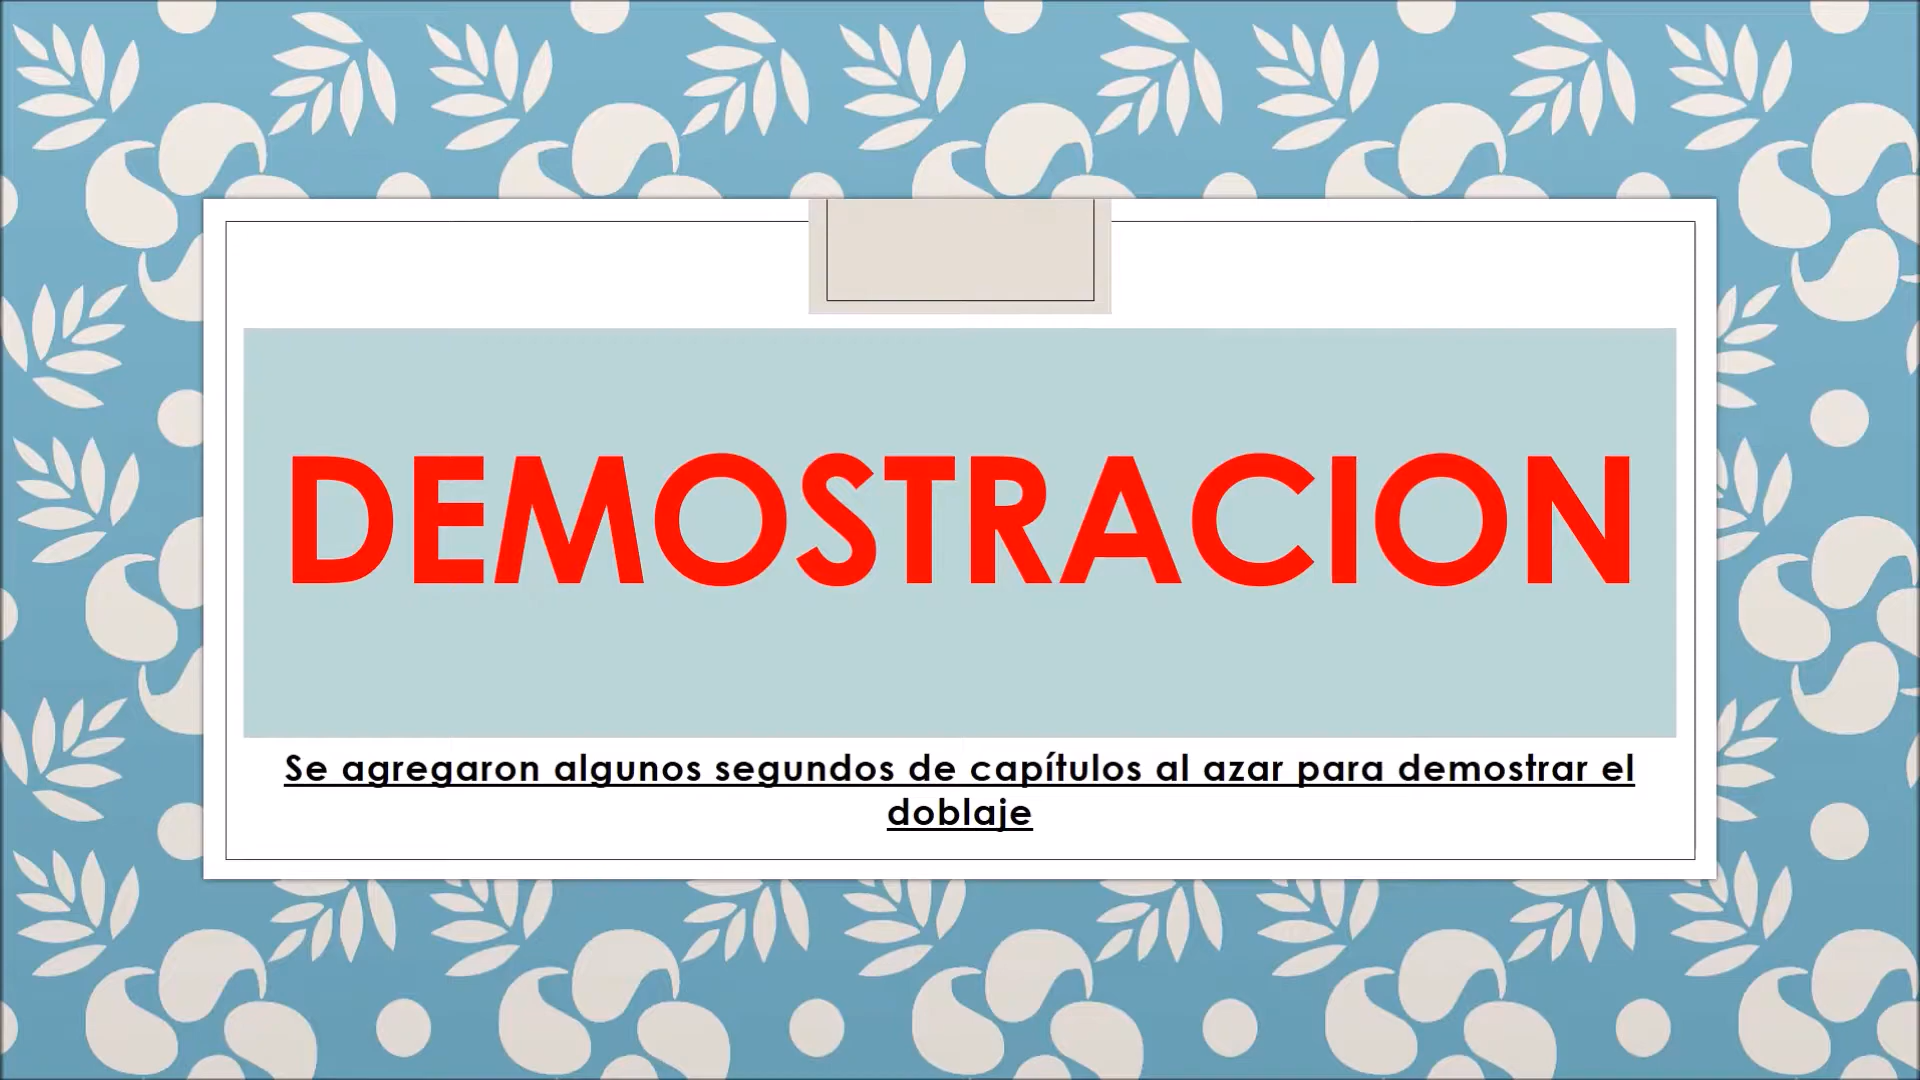 DEMOSTRACION
Se agregaron algunos segundos de capítulos al azar para demostrar el
doblaje